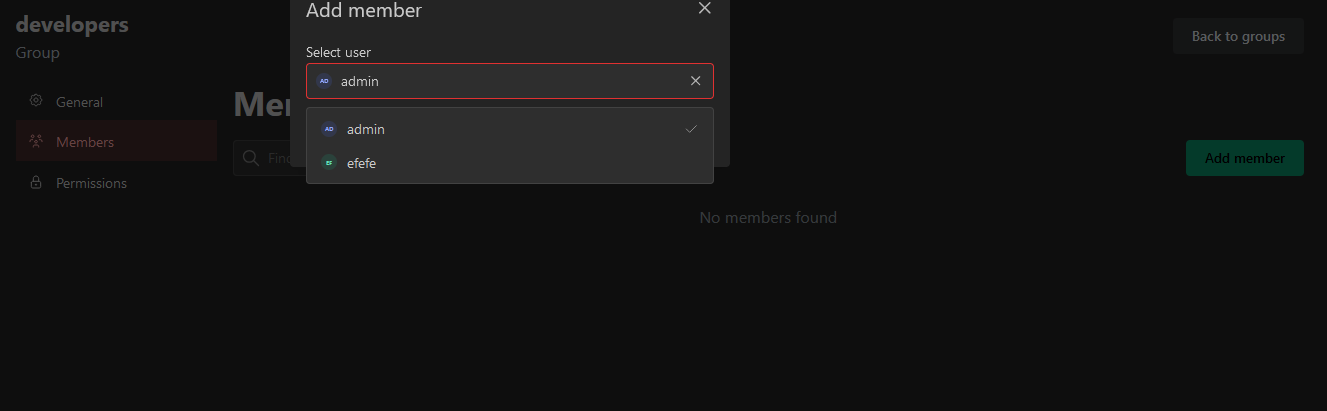 developers
Group
General
Members
Permissions
Add member
Select user
AD admin
AD admin
EF efefe
Back to groups
Find
Add member
No members found